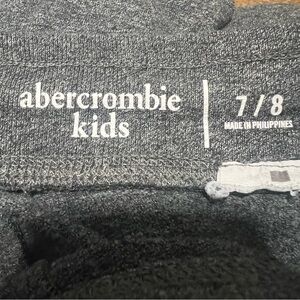 abercrombie
kids
7/8
MADE IN PHILIPPINES